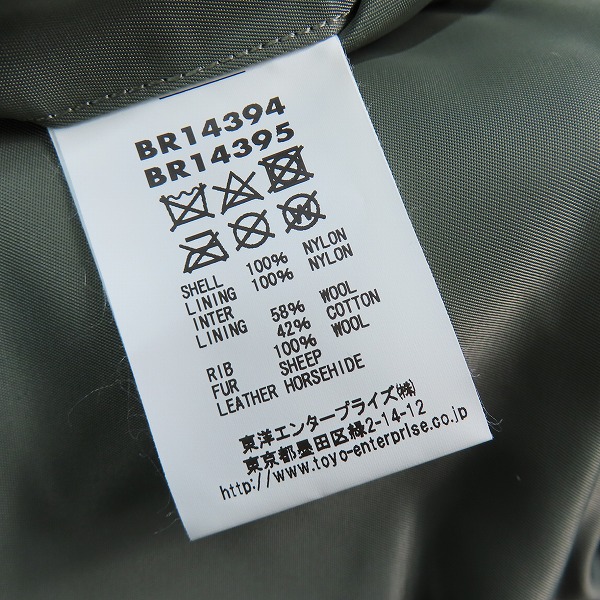 BR14394
BR14395
W
SHELL 100% NYLON
LINING 100% NYLON
INTER 58% WOOL
LINING 42% COTTON
RIB 100% WOOL
FUR SHEEP
LEATHER HORSEHIDE
東洋エンタープライズ㈱
東京都墨田区緑2-14-12
http://www.toyo-enterprise.co.jp